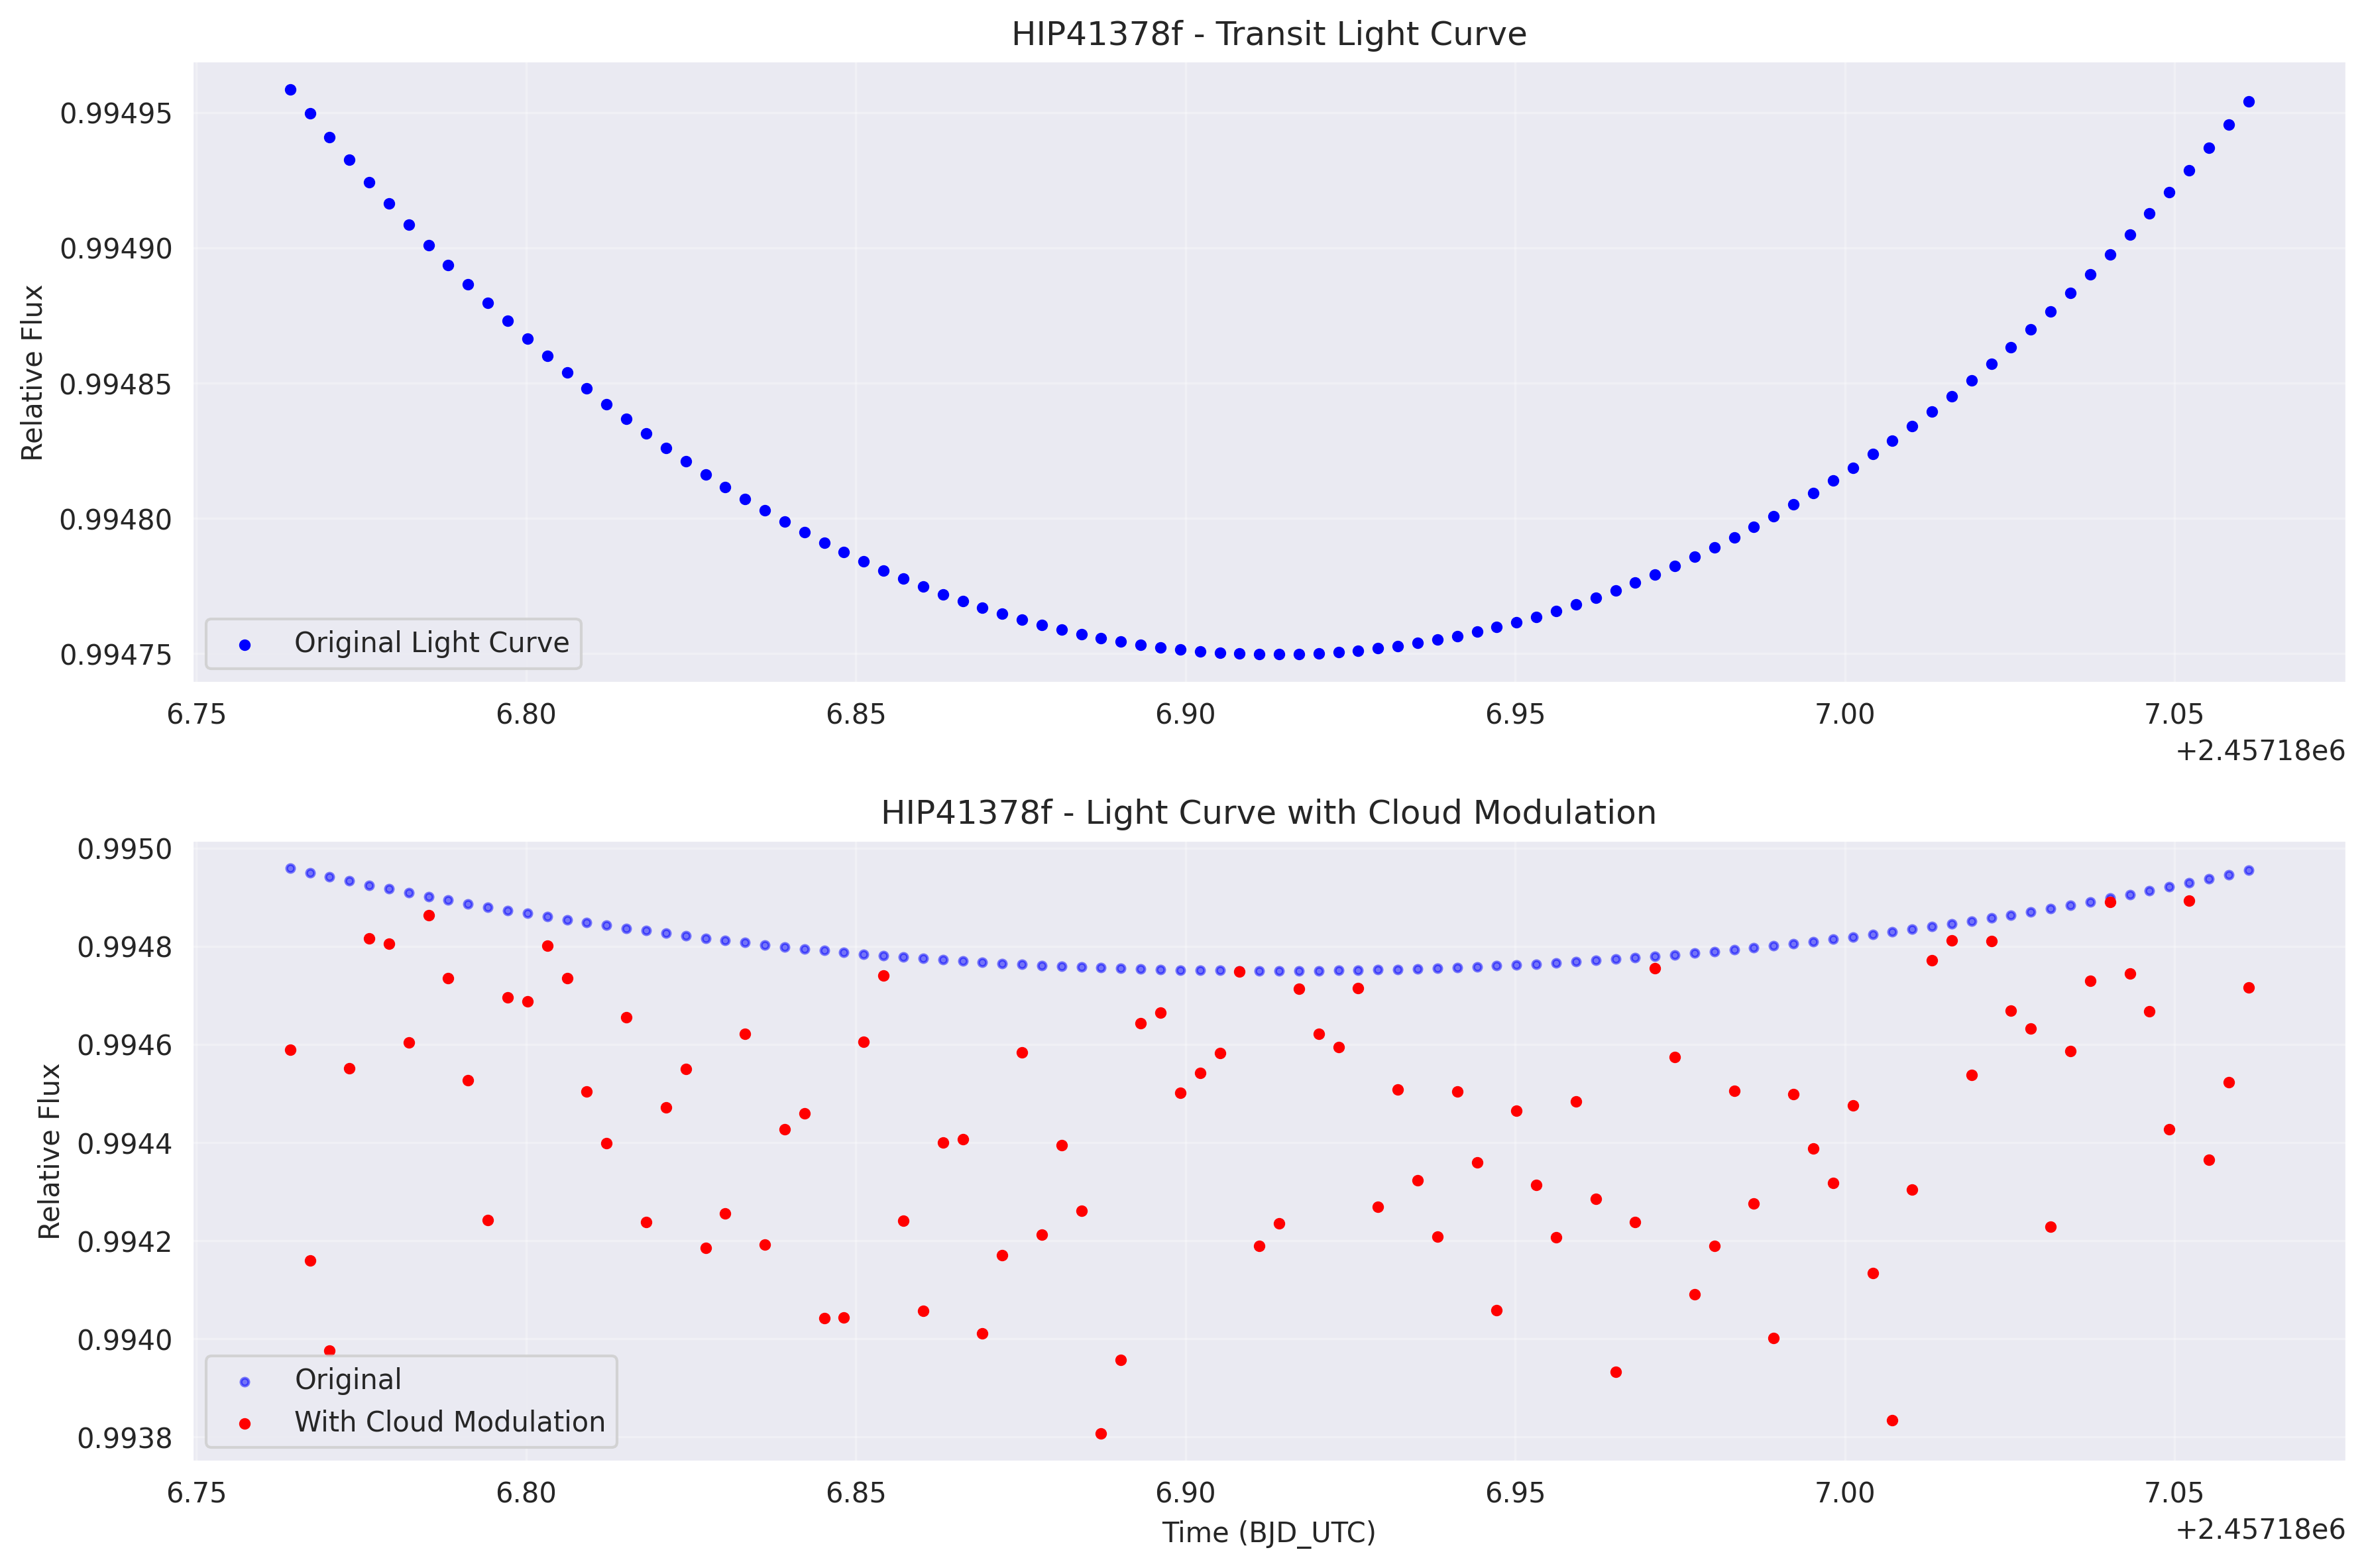 HIP41378f - Transit Light Curve
Relative Flux
0.99495
0.99490
0.99485
0.99480
0.99475
Original Light Curve
6.75 6.80 6.85 6.90 6.95 7.00 7.05
+2.45718e6
HIP41378f - Light Curve with Cloud Modulation
Relative Flux
0.9950
0.9948
0.9946
0.9944
0.9942
0.9940
0.9938
Original
With Cloud Modulation
6.75 6.80 6.85 6.90 6.95 7.00 7.05
Time (BJD_UTC)
+2.45718e6